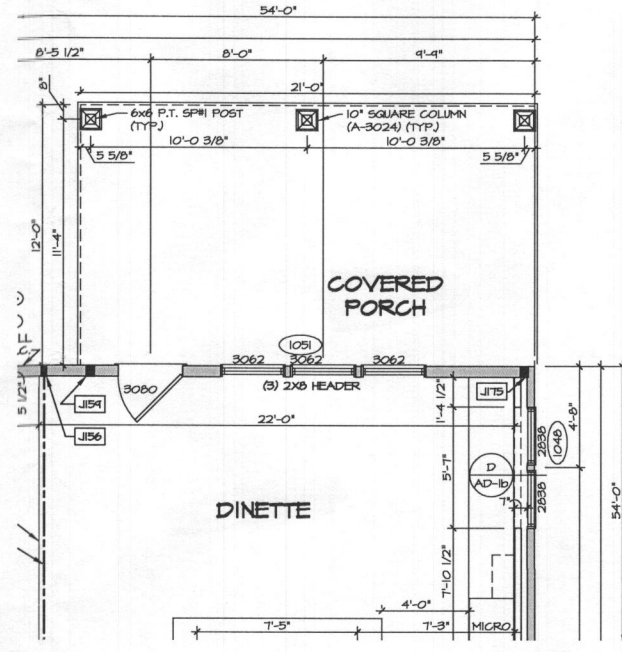 54'-0"
8'-5 1/2"
8'-0"
9'-9"
21'-0"
8"
6x6 P.T. SP#1 POST
(TYP.)
10" SQUARE COLUMN
(A-3024) (TYP.)
10'-0 3/8"
10'-0 3/8"
5 5/8"
5 5/8"
12'-0"
11'-4"
COVERED
PORCH
1051
3062
3062
3062
(3) 2X8 HEADER
3080
J159
J156
J175
5 1/2"
22'-0"
1'-4 1/2"
4'-8"
2838
1048
5'-7"
D
AD-1b
7"
2838
54'-0"
DINETTE
7'-10 1/2"
4'-0"
7'-5"
7'-3"
MICRO